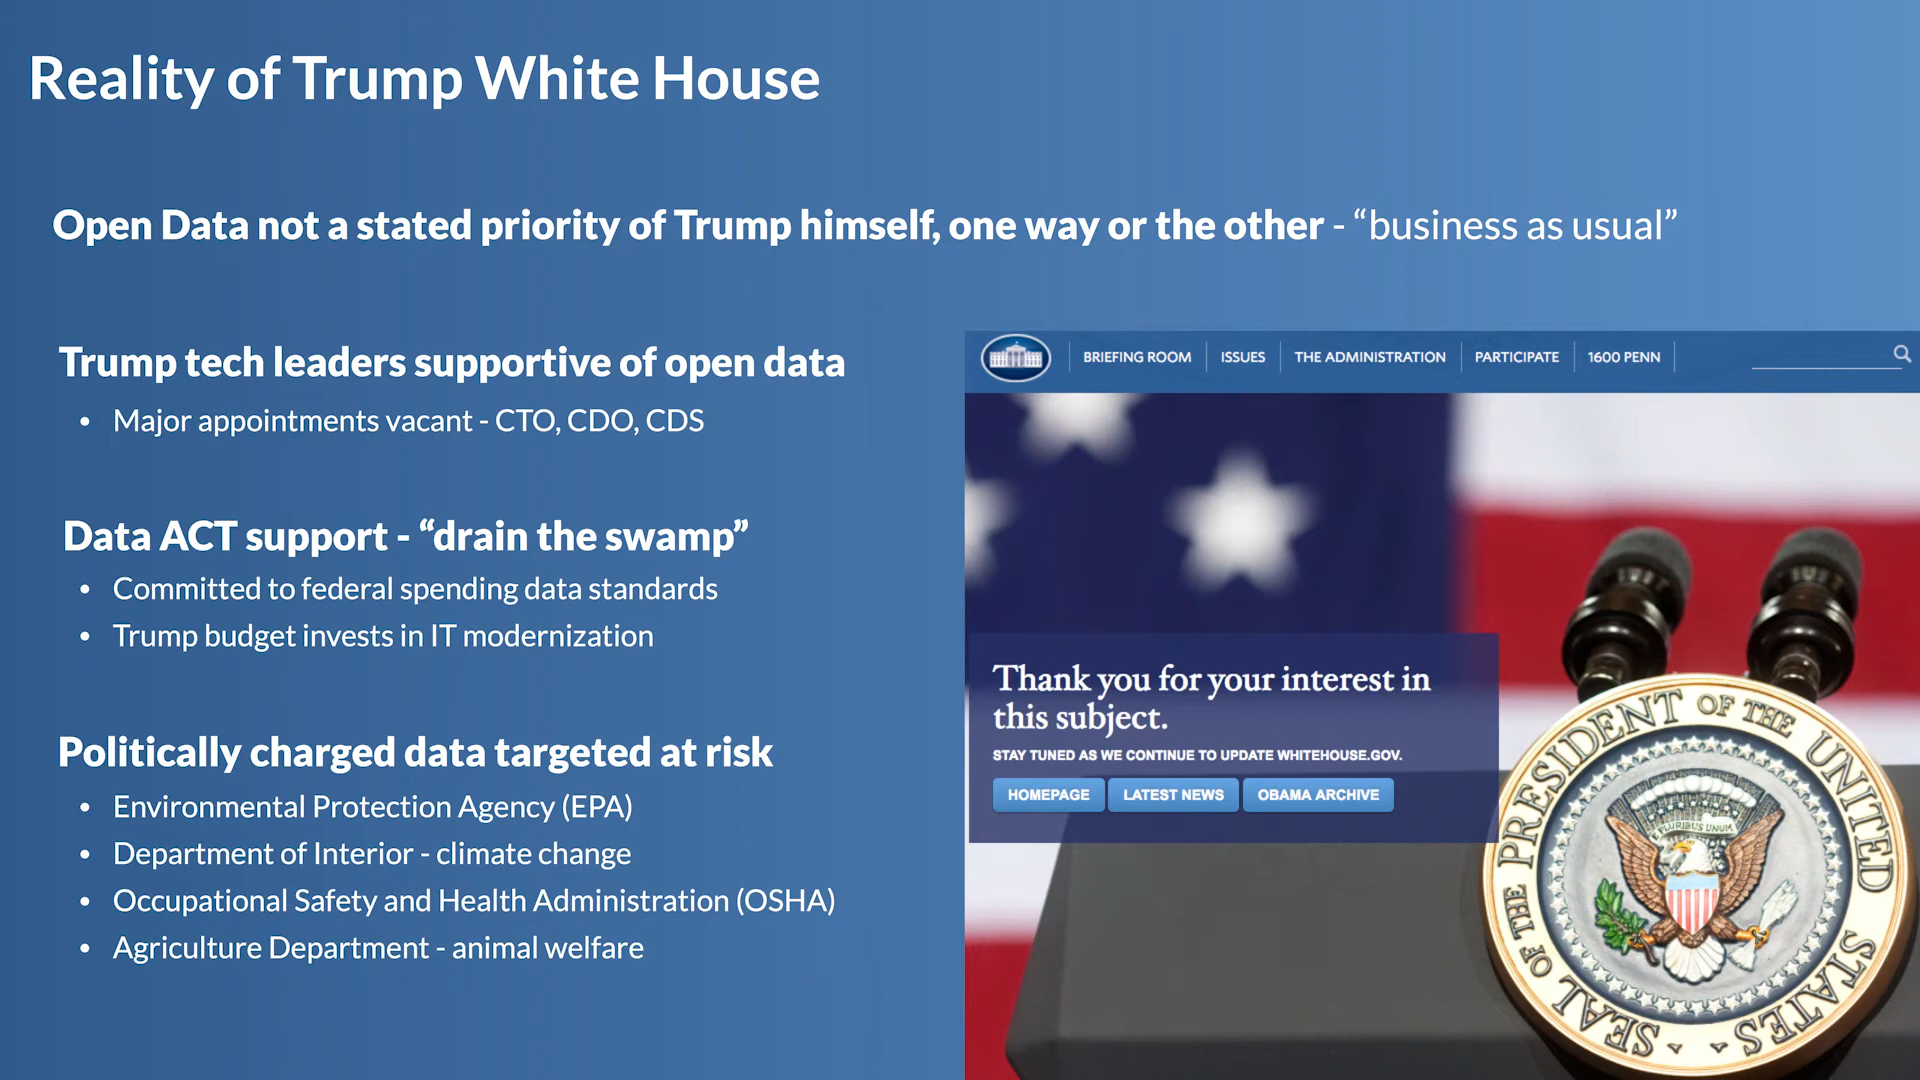 Reality of Trump White House
Open Data not a stated priority of Trump himself, one way or the other - “business as usual”
Trump tech leaders supportive of open data
• Major appointments vacant - CTO, CDO, CDS
Data ACT support - “drain the swamp”
• Committed to federal spending data standards
• Trump budget invests in IT modernization
Politically charged data targeted at risk
• Environmental Protection Agency (EPA)
• Department of Interior - climate change
• Occupational Safety and Health Administration (OSHA)
• Agriculture Department - animal welfare
BRIEFING ROOM ISSUES THE ADMINISTRATION PARTICIPATE 1600 PENN
Thank you for your interest in
this subject.
STAY TUNED AS WE CONTINUE TO UPDATE WHITEHOUSE.GOV.
HOMEPAGE LATEST NEWS OBAMA ARCHIVE
SEAL OF THE PRESIDENT OF THE UNITED STATES
E PLURIBUS UNUM